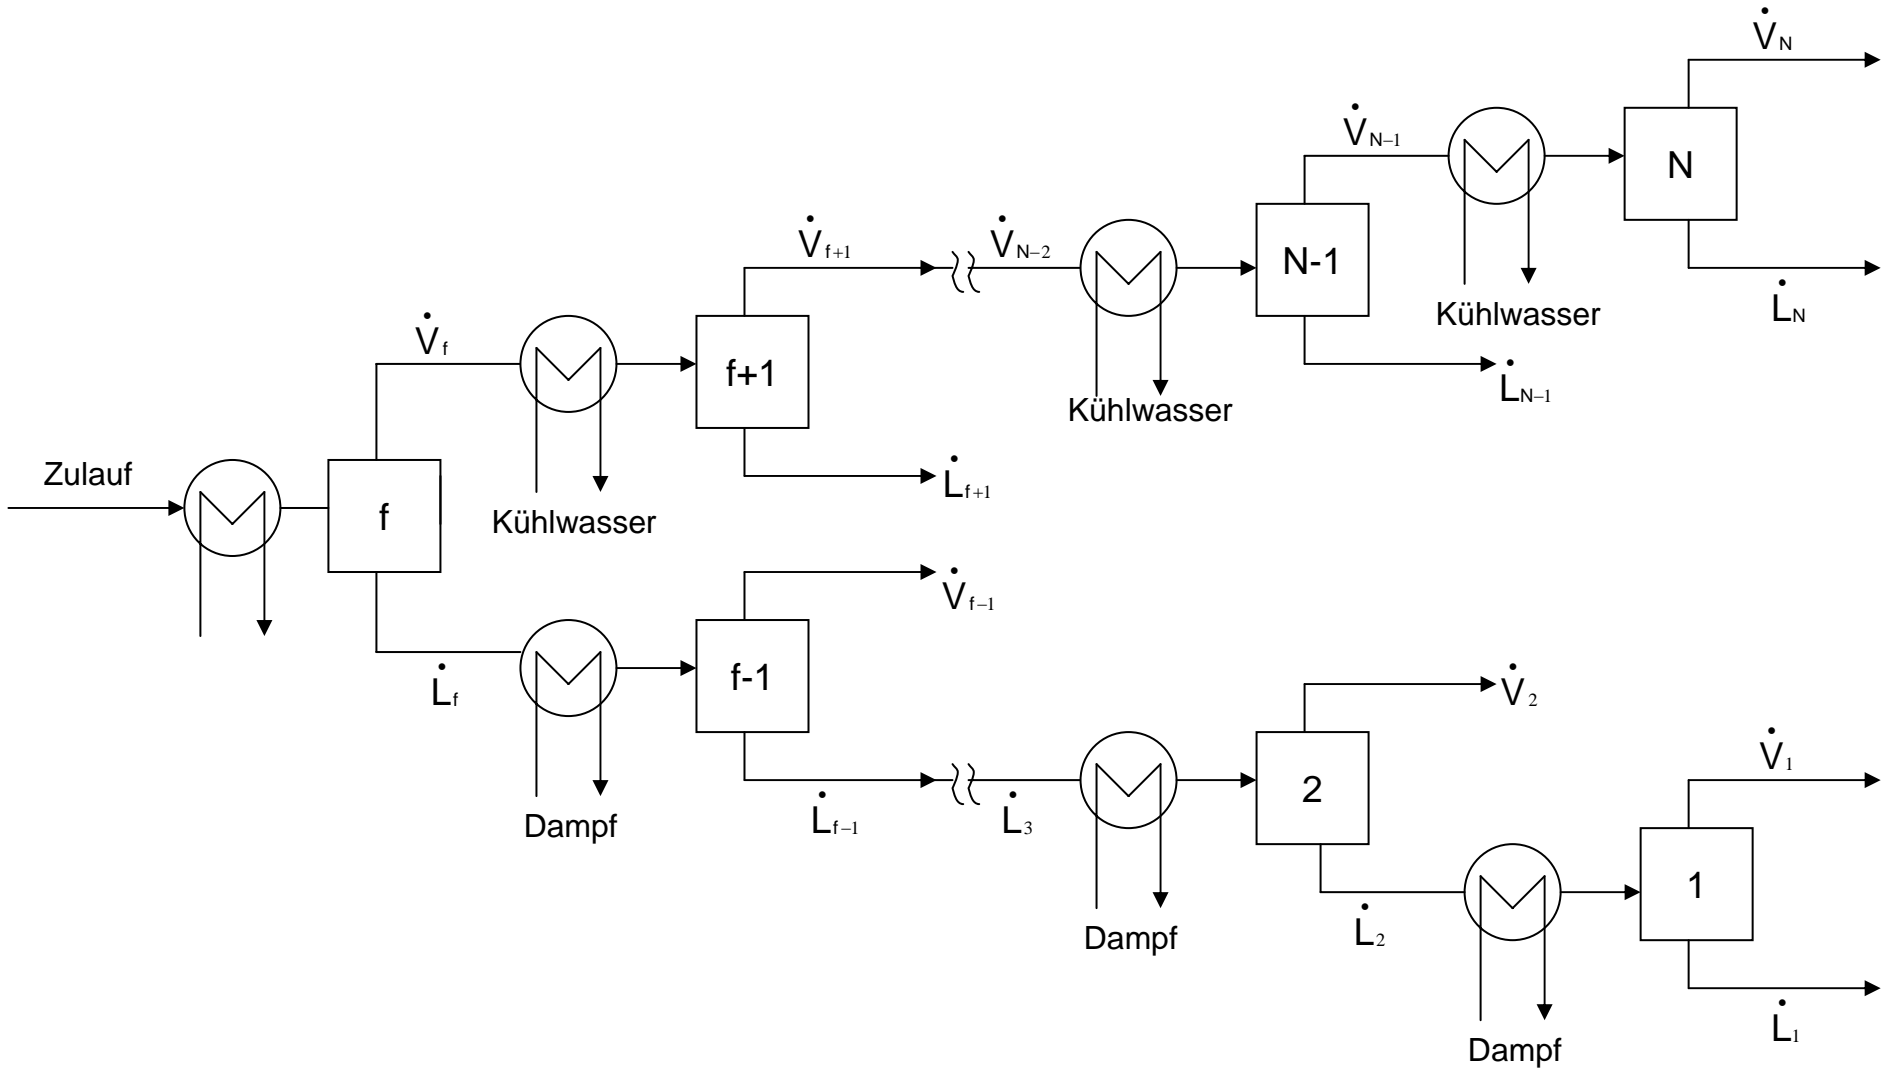 V̇N
V̇N–1
N
V̇f+1
V̇N–2
N-1
Kühlwasser
L̇N
V̇f
f+1
L̇N–1
Kühlwasser
Zulauf
L̇f+1
f
Kühlwasser
V̇f–1
L̇f
f-1
V̇2
V̇1
2
Dampf
L̇f–1
L̇3
1
L̇2
Dampf
L̇1
Dampf